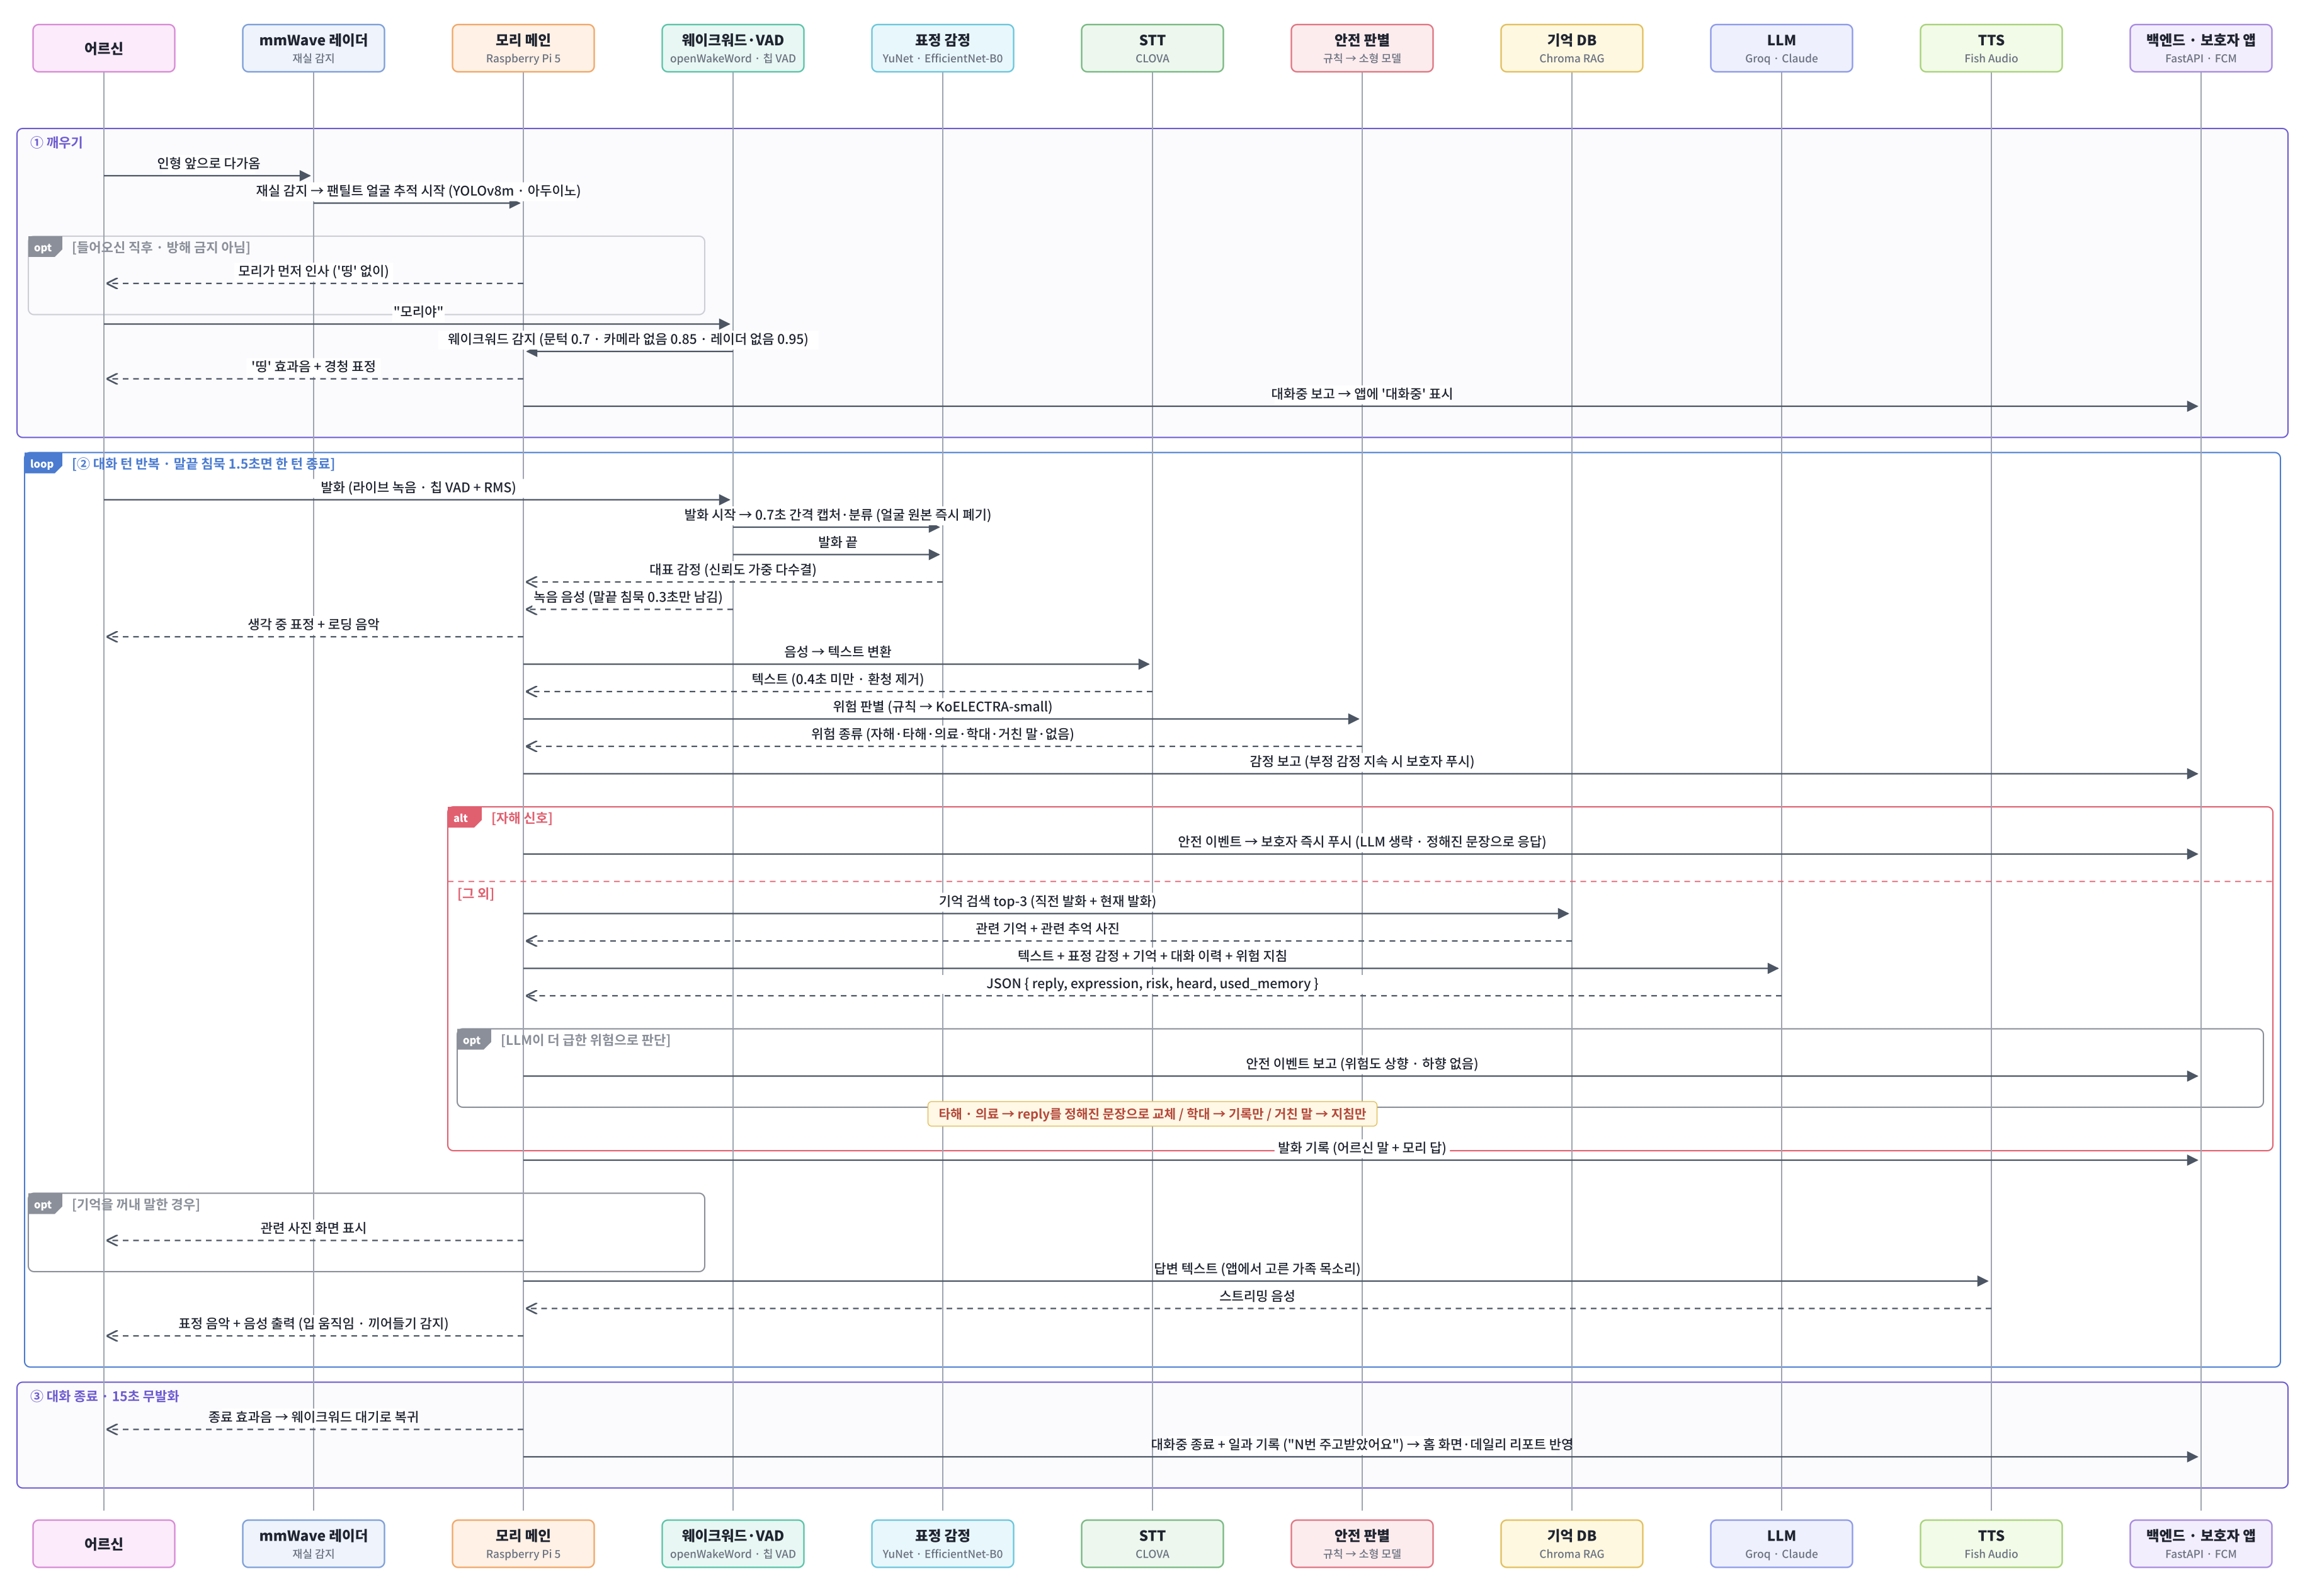 어르신
mmWave 레이더
재실 감지
모리 메인
Raspberry Pi 5
웨이크워드·VAD
openWakeWord · 칩 VAD
표정 감정
YuNet · EfficientNet-B0
STT
CLOVA
안전 판별
규칙 → 소형 모델
기억 DB
Chroma RAG
LLM
Groq · Claude
TTS
Fish Audio
백엔드 · 보호자 앱
FastAPI · FCM
① 깨우기
인형 앞으로 다가옴
재실 감지 → 팬틸트 얼굴 추적 시작 (YOLOv8m · 아두이노)
opt [들어오신 직후 · 방해 금지 아님]
모리가 먼저 인사 ('띵' 없이)
"모리야"
웨이크워드 감지 (문턱 0.7 · 카메라 없음 0.85 · 레이더 없음 0.95)
'띵' 효과음 + 경청 표정
대화중 보고 → 앱에 '대화중' 표시
loop [② 대화 턴 반복 · 말끝 침묵 1.5초면 한 턴 종료]
발화 (라이브 녹음 · 칩 VAD + RMS)
발화 시작 → 0.7초 간격 캡처·분류 (얼굴 원본 즉시 폐기)
발화 끝
대표 감정 (신뢰도 가중 다수결)
녹음 음성 (말끝 침묵 0.3초만 남김)
생각 중 표정 + 로딩 음악
음성 → 텍스트 변환
텍스트 (0.4초 미만 · 환청 제거)
위험 판별 (규칙 → KoELECTRA-small)
위험 종류 (자해·타해·의료·학대·거친 말·없음)
감정 보고 (부정 감정 지속 시 보호자 푸시)
alt [자해 신호]
안전 이벤트 → 보호자 즉시 푸시 (LLM 생략 · 정해진 문장으로 응답)
[그 외]
기억 검색 top-3 (직전 발화 + 현재 발화)
관련 기억 + 관련 추억 사진
텍스트 + 표정 감정 + 기억 + 대화 이력 + 위험 지침
JSON { reply, expression, risk, heard, used_memory }
opt [LLM이 더 급한 위험으로 판단]
안전 이벤트 보고 (위험도 상향 · 하향 없음)
타해 · 의료 → reply를 정해진 문장으로 교체 / 학대 → 기록만 / 거친 말 → 지침만
발화 기록 (어르신 말 + 모리 답)
opt [기억을 꺼내 말한 경우]
관련 사진 화면 표시
답변 텍스트 (앱에서 고른 가족 목소리)
스트리밍 음성
표정 음악 + 음성 출력 (입 움직임 · 끼어들기 감지)
③ 대화 종료 · 15초 무발화
종료 효과음 → 웨이크워드 대기로 복귀
대화중 종료 + 일과 기록 ("N번 주고받았어요") → 홈 화면·데일리 리포트 반영
어르신
mmWave 레이더
재실 감지
모리 메인
Raspberry Pi 5
웨이크워드·VAD
openWakeWord · 칩 VAD
표정 감정
YuNet · EfficientNet-B0
STT
CLOVA
안전 판별
규칙 → 소형 모델
기억 DB
Chroma RAG
LLM
Groq · Claude
TTS
Fish Audio
백엔드 · 보호자 앱
FastAPI · FCM